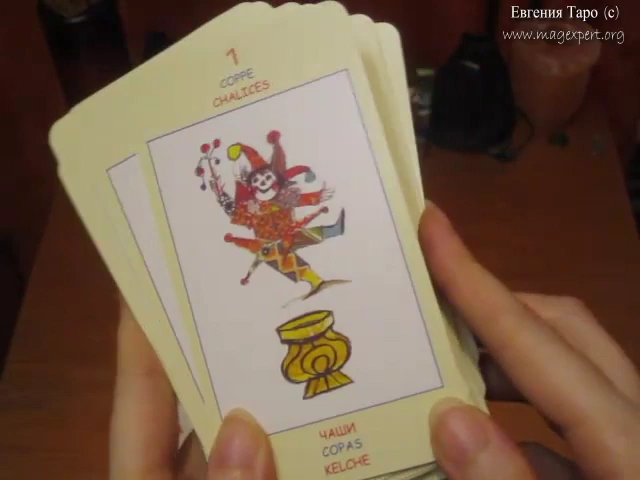 Евгения Таро (c)
www.magexpert.org
1
COPPE
CHALICES
ЧАШИ
COPAS
KELCHE